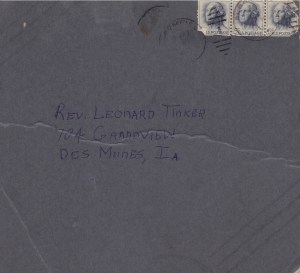 Rev. Leonard Tinker
704 Grandview
Des Moines, Ia